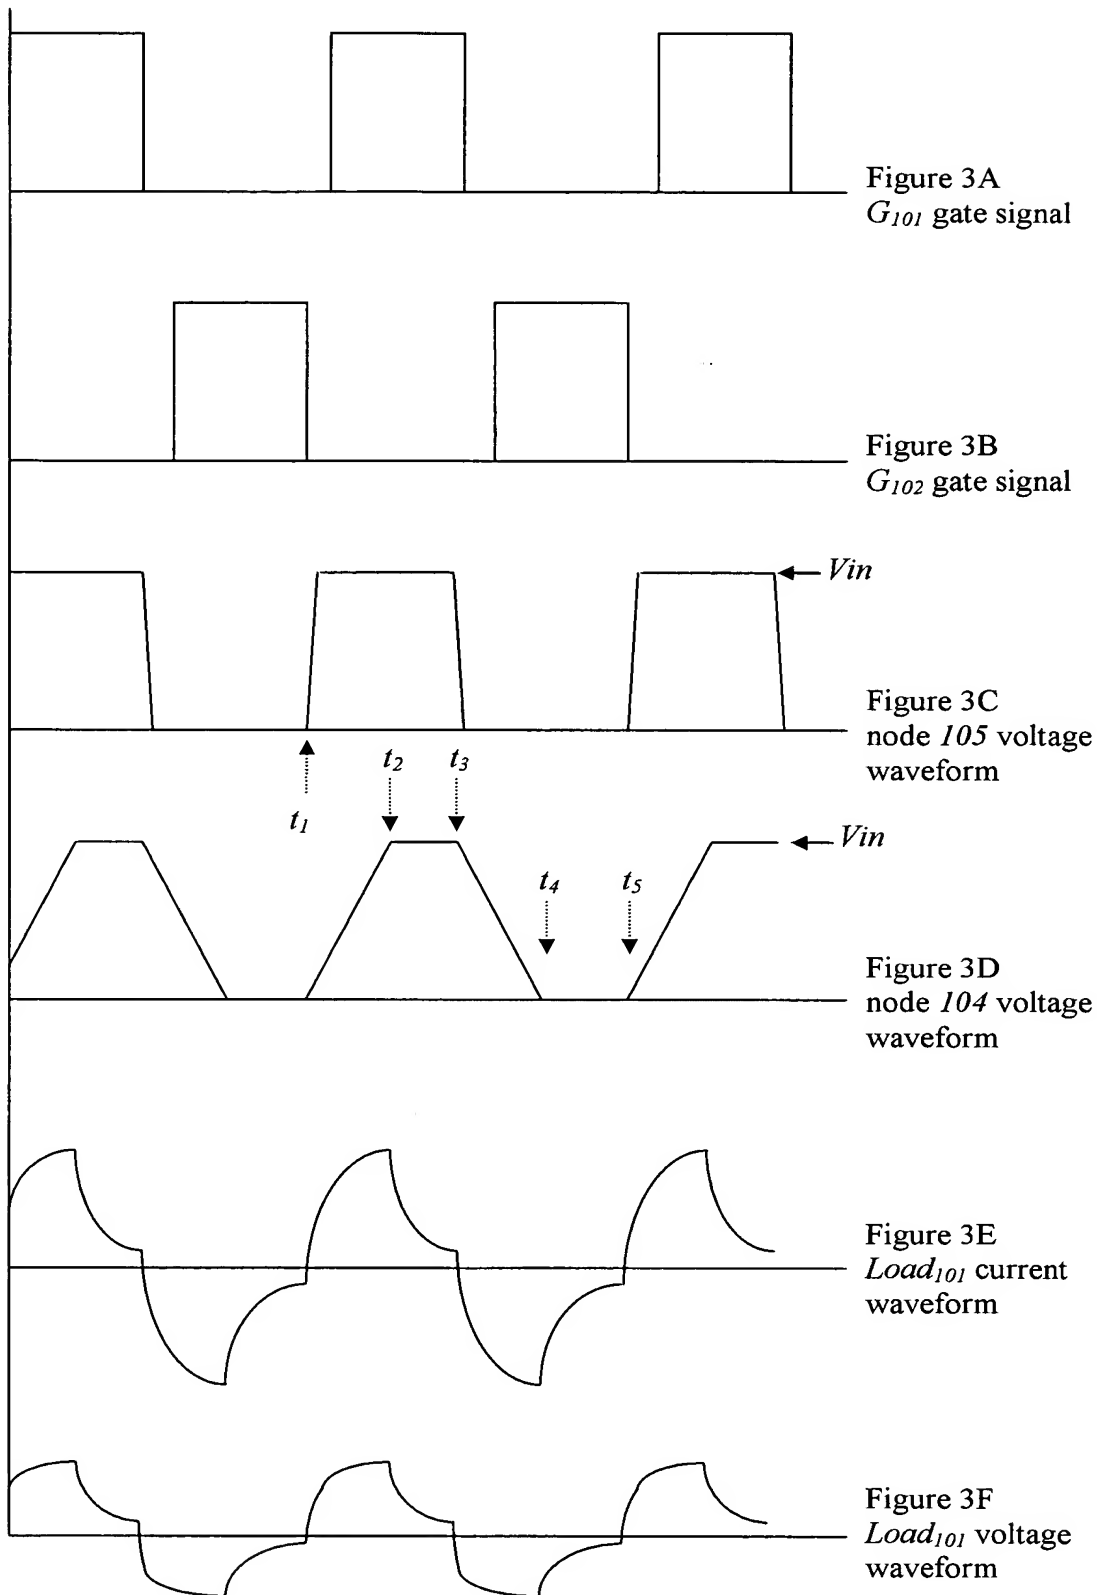 Figure 3A
G101 gate signal
Figure 3B
G102 gate signal
Vin
Figure 3C
node 105 voltage
waveform
t1
t2
t3
Vin
t4
t5
Figure 3D
node 104 voltage
waveform
Figure 3E
Load101 current
waveform
Figure 3F
Load101 voltage
waveform